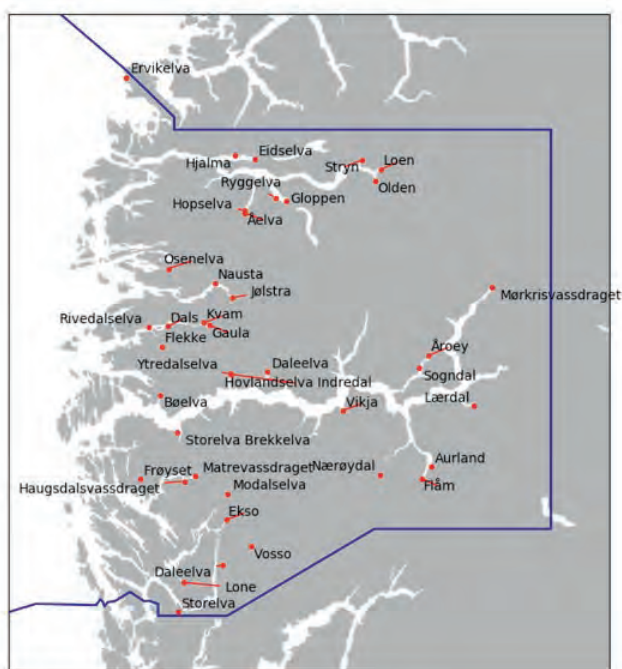 Ervikelva
Hjalma
Eidselva
Stryn
Loen
Ryggelva
Olden
Hopselva
Gloppen
Åelva
Osenelva
Nausta
Jølstra
Mørkrisvassdraget
Rivedalselva
Dals
Kvam
Flekke
Gaula
Åroey
Ytredalselva
Daleelva
Sogndal
Hovlandselva Indredal
Bøelva
Vikja
Lærdal
Storelva Brekkelva
Frøyset
Matrevassdraget
Nærøydal
Aurland
Haugsdalsvassdraget
Modalselva
Flåm
Ekso
Vosso
Daleelva
Lone
Storelva